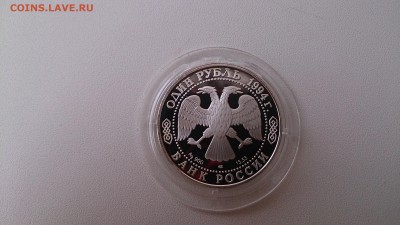 COINS.LAVE.RU
ОДИН РУБЛЬ 1994 г.
БАНК РОССИИ